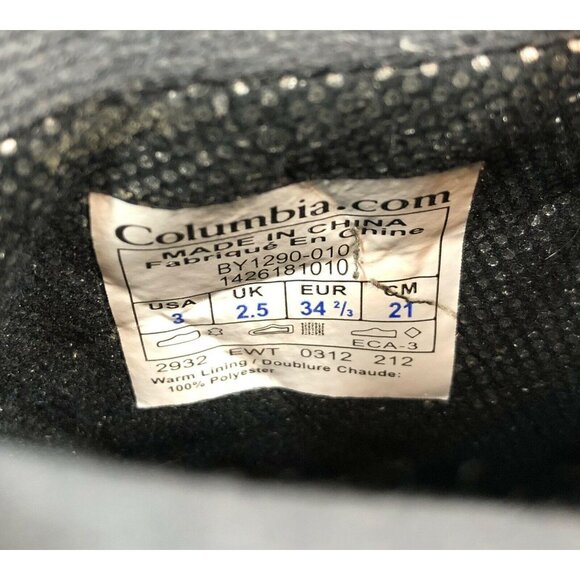 Columbia.com
MADE IN CHINA
Fabriqué En Chine
BY1290-010
1426181010
USA UK EUR CM
3 2.5 34 2/3 21
ECA-3
2932 EWT 0312 212
Warm Lining / Doublure Chaude:
100% Polyester